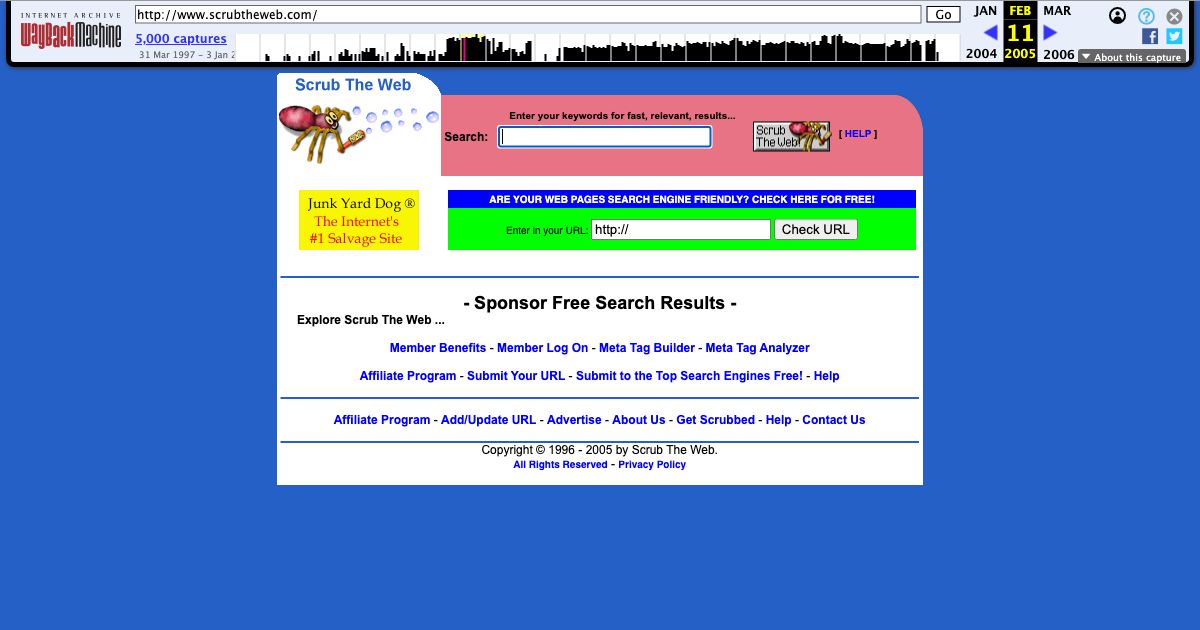 INTERNET ARCHIVE
WayBackMachine
http://www.scrubtheweb.com/
Go
5,000 captures
31 Mar 1997 – 3 Jan 2
JAN FEB MAR
11
2004 2005 2006
About this capture
Scrub The Web
Enter your keywords for fast, relevant, results...
Search:
Scrub The Web!
[ HELP ]
Junk Yard Dog ®
The Internet's
#1 Salvage Site
ARE YOUR WEB PAGES SEARCH ENGINE FRIENDLY? CHECK HERE FOR FREE!
Enter in your URL: http:// Check URL
- Sponsor Free Search Results -
Explore Scrub The Web ...
Member Benefits - Member Log On - Meta Tag Builder - Meta Tag Analyzer
Affiliate Program - Submit Your URL - Submit to the Top Search Engines Free! - Help
Affiliate Program - Add/Update URL - Advertise - About Us - Get Scrubbed - Help - Contact Us
Copyright © 1996 - 2005 by Scrub The Web.
All Rights Reserved - Privacy Policy